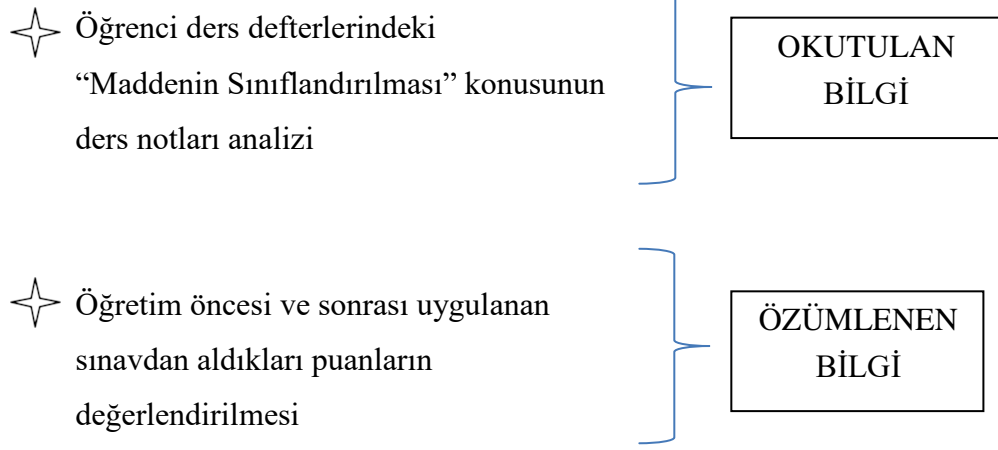 Öğrenci ders defterlerindeki
“Maddenin Sınıflandırılması” konusunun
ders notları analizi
OKUTULAN
BİLGİ
Öğretim öncesi ve sonrası uygulanan
sınavdan aldıkları puanların
değerlendirilmesi
ÖZÜMLENEN
BİLGİ